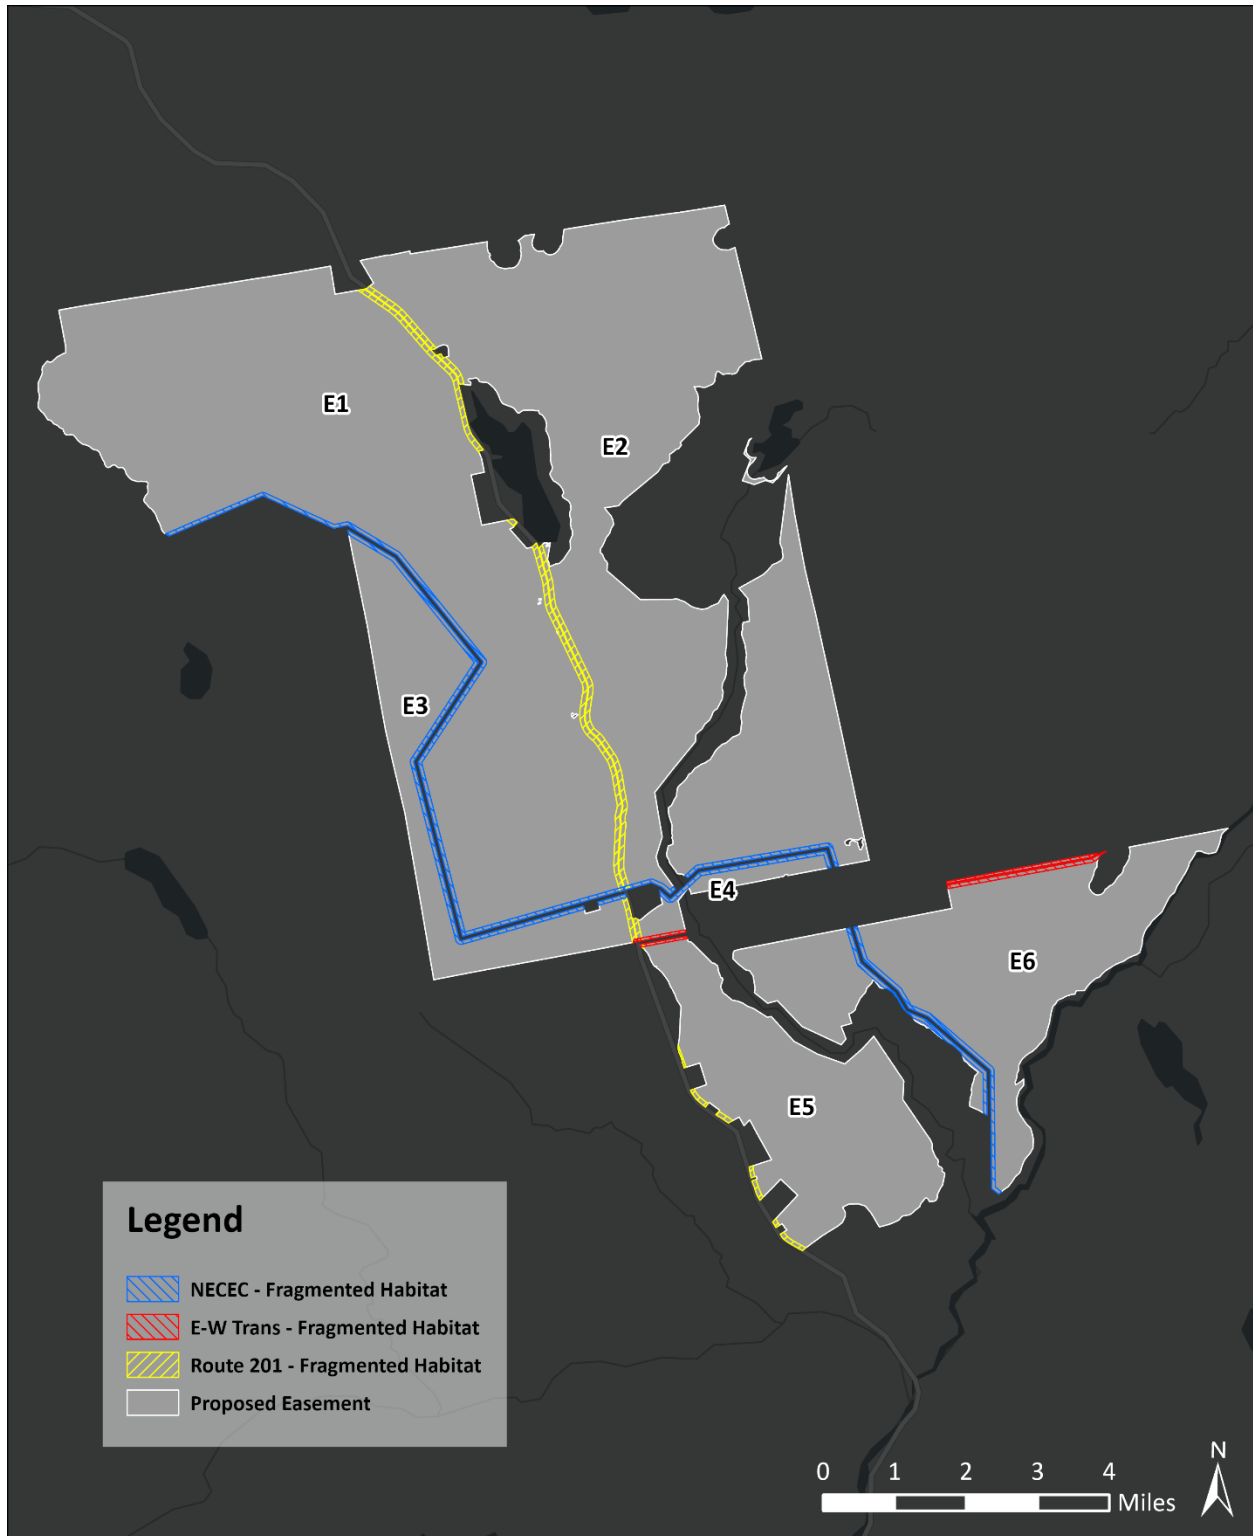 E1
E2
E3
E4
E6
E5
Legend
NECEC - Fragmented Habitat
E-W Trans - Fragmented Habitat
Route 201 - Fragmented Habitat
Proposed Easement
N
0 1 2 3 4
Miles